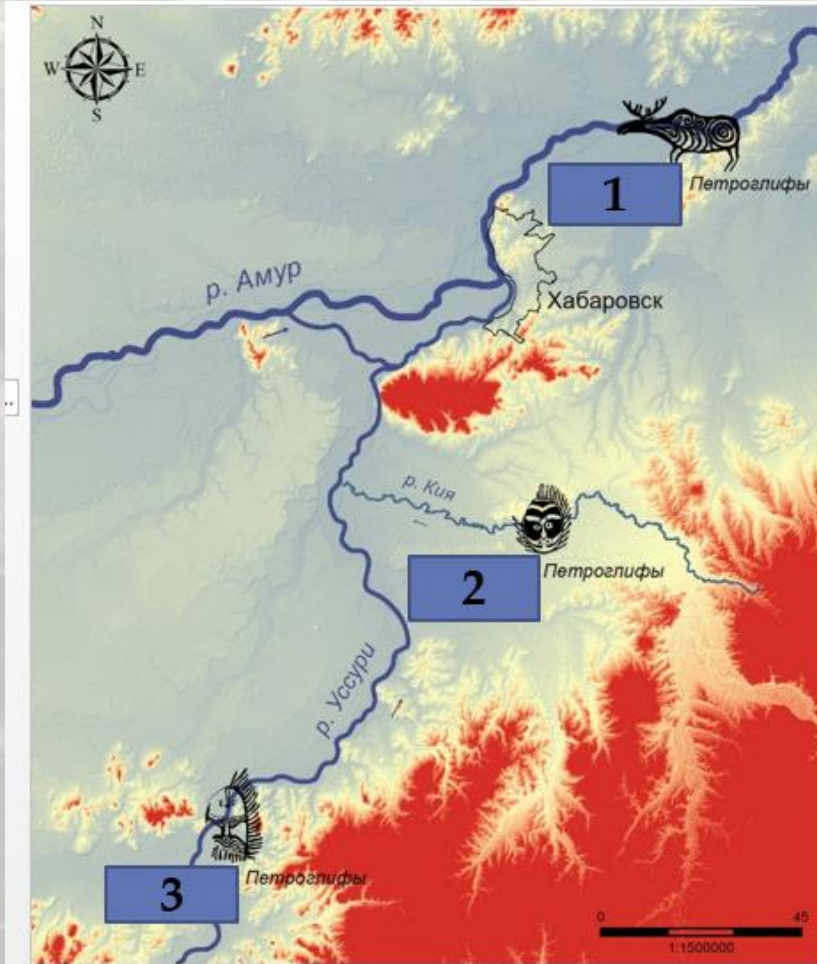 N
W E
S
Петроглифы
1
р. Амур
Хабаровск
р. Кия
Петроглифы
2
р. Уссури
Петроглифы
3
0 45
1:1500000